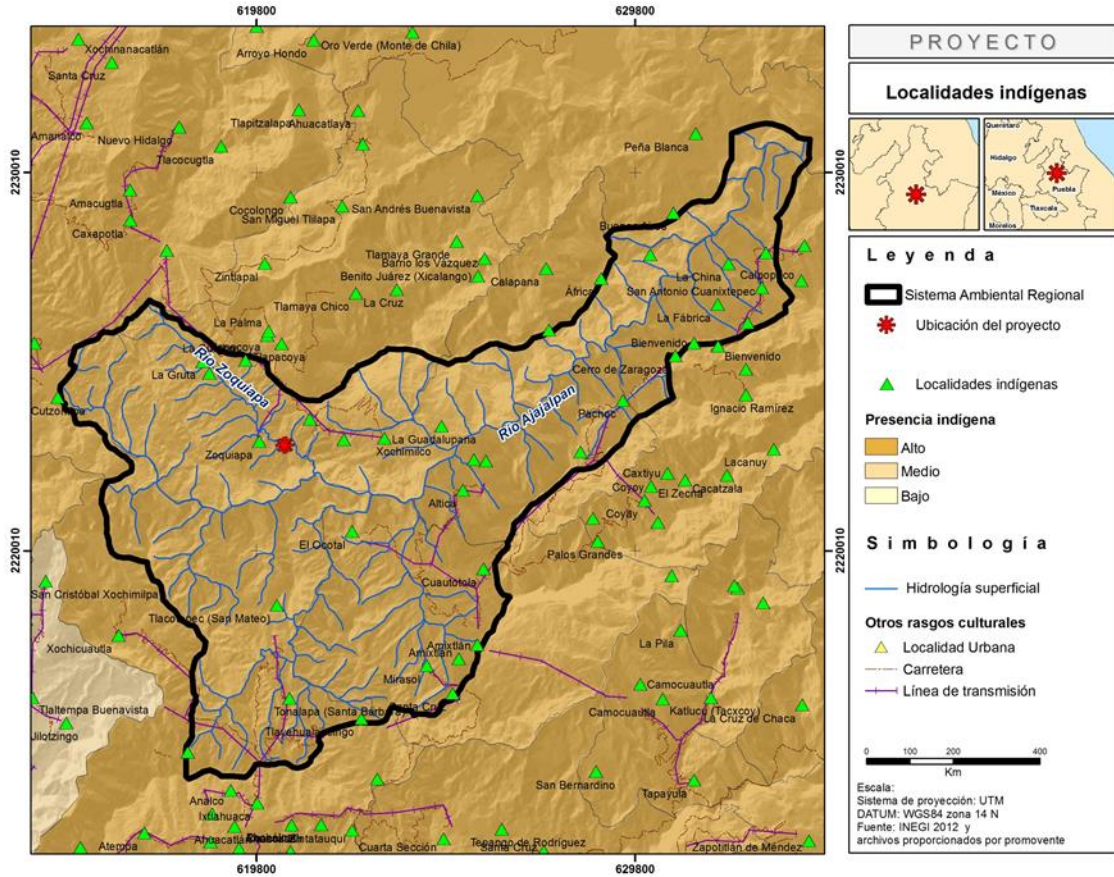 619800
629800
2230010
2220010
Xochinanacatlán
Santa Cruz
Arroyo Hondo
Oro Verde (Monte de Chila)
Amanalco
Nuevo Hidalgo
Tlacocugtla
Tlapitzalapa
Ahuacatlaya
Peña Blanca
Amacugtla
Caxapotla
Cocolongo
San Miguel Tlilapa
San Andrés Buenavista
Zintlapal
Tlamaya Grande
Barrio los Vázquez
Benito Juárez (Xicalango)
Calapana
Tlamaya Chico
La Cruz
África
La China
San Antonio Cuanixtepec
La Fábrica
La Palma
Tlapacoya
La Gruta
Río Zoquiapa
Bienvenido
Bienvenido
Cerro de Zaragoza
Ignacio Ramírez
Pachoc
Río Ajajalpan
La Guadalupana
Xochimilco
Zoquiapa
Altica
Caxtiyu
Coyoy
El Zecna
Cacatzala
Lacanuy
Coyay
Palos Grandes
El Ocotal
Cuautotola
San Cristóbal Xochimilpa
Xochicuautla
Tlacotepec (San Mateo)
Amixtlán
Amixtlán
Mirasol
La Pila
Tlaltempa Buenavista
Jilotzingo
Camocuautla
Camocuautla
Katlucu (Tacxcoy)
La Cruz de Chaca
San Bernardino
Tapayula
Analco
Ixtlahuaca
Atempa
Cuarta Sección
Tepango de Rodríguez
Santa Cruz
Zapotitlán de Méndez
619800
629800
PROYECTO
Localidades indígenas
Querétaro
Hidalgo
México
Puebla
Tlaxcala
Morelos
Leyenda
Sistema Ambiental Regional
Ubicación del proyecto
Localidades indígenas
Presencia indígena
Alto
Medio
Bajo
Simbología
Hidrología superficial
Otros rasgos culturales
Localidad Urbana
Carretera
Línea de transmisión
0 100 200 400
Km
Escala:
Sistema de proyección: UTM
DATUM: WGS84 zona 14 N
Fuente: INEGI 2012 y
archivos proporcionados por promovente